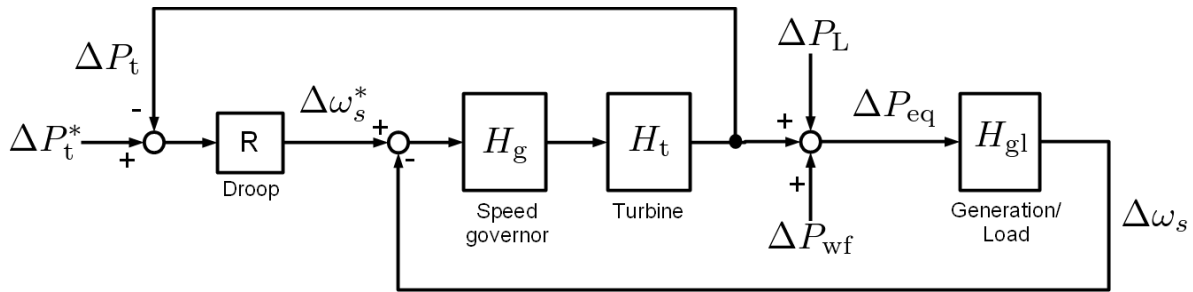 ΔP_L
ΔP_t
-
Δω_s^*
+
+
ΔP_eq
ΔP_t^*
+
R
-
H_g
H_t
H_gl
Droop
+
Speed
governor
Turbine
Generation/
Load
ΔP_wf
Δω_s